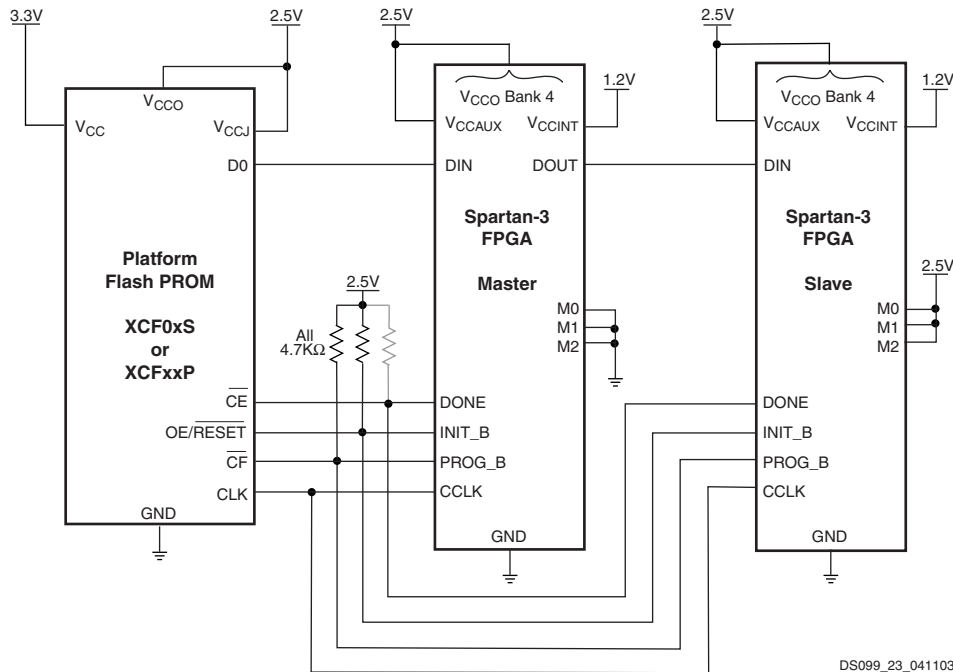 3.3V
2.5V
2.5V
2.5V
VCCO
VCC
VCCJ
D0
Platform
Flash PROM
XCF0xS
or
XCFxxP
CE
OE/RESET
CF
CLK
GND
2.5V
All
4.7KΩ
VCCO Bank 4
1.2V
VCCAUX
VCCINT
DIN
DOUT
Spartan-3
FPGA
Master
M0
M1
M2
DONE
INIT_B
PROG_B
CCLK
GND
VCCO Bank 4
1.2V
VCCAUX
VCCINT
DIN
Spartan-3
FPGA
Slave
2.5V
M0
M1
M2
DONE
INIT_B
PROG_B
CCLK
GND
DS099_23_041103